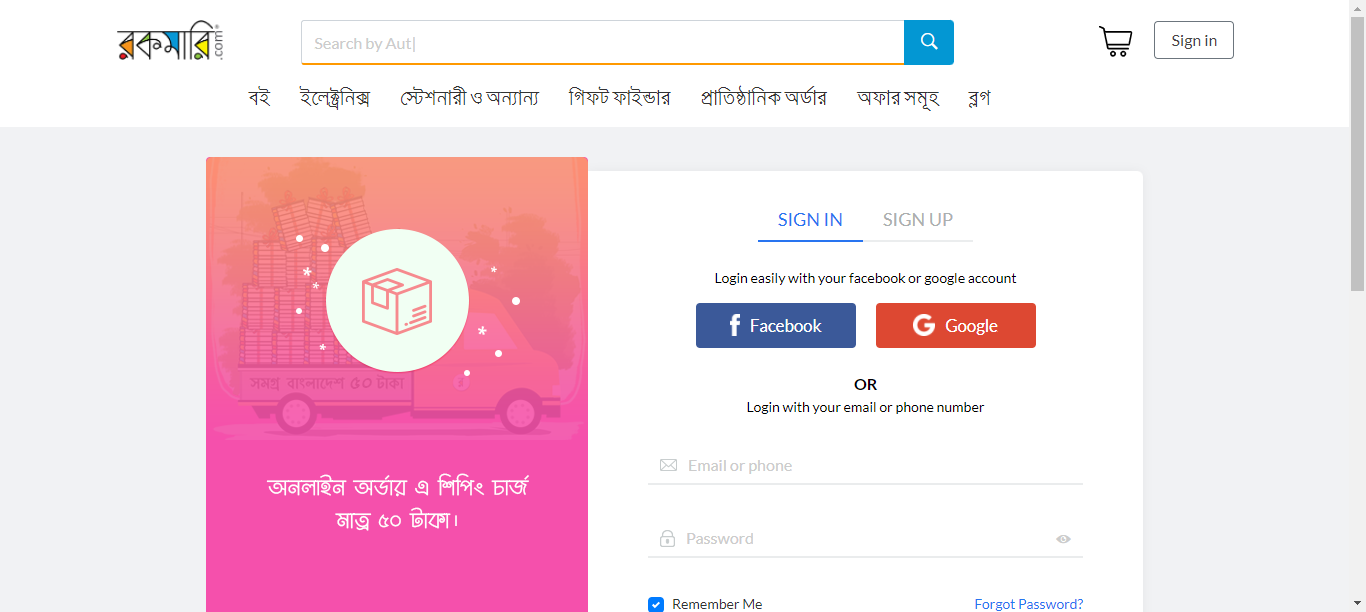 রকমারি.com
Search by Aut
Sign in
বই ইলেক্ট্রনিক্স স্টেশনারী ও অন্যান্য গিফট ফাইন্ডার প্রাতিষ্ঠানিক অর্ডার অফার সমূহ ব্লগ
সমগ্র বাংলাদেশ ৫০ টাকা
অনলাইন অর্ডার এ শিপিং চার্জ
মাত্র ৫০ টাকা।
SIGN IN SIGN UP
Login easily with your facebook or google account
Facebook Google
OR
Login with your email or phone number
Email or phone
Password
Remember Me Forgot Password?